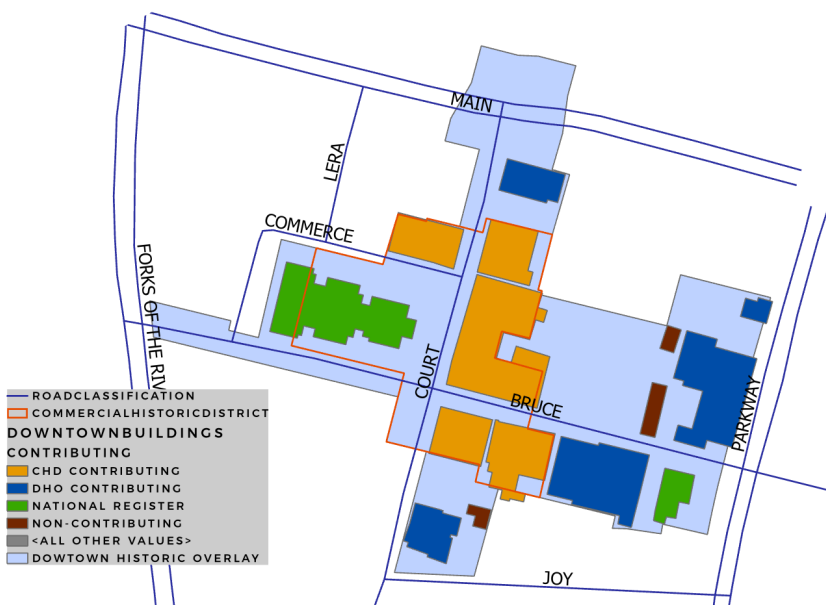 MAIN
LERA
COMMERCE
FORKS OF THE RIV
COURT
BRUCE
PARKWAY
JOY
ROADCLASSIFICATION
COMMERCIALHISTORICDISTRICT
DOWNTOWNBUILDINGS
CONTRIBUTING
CHD CONTRIBUTING
DHO CONTRIBUTING
NATIONAL REGISTER
NON-CONTRIBUTING
<ALL OTHER VALUES>
DOWTOWN HISTORIC OVERLAY